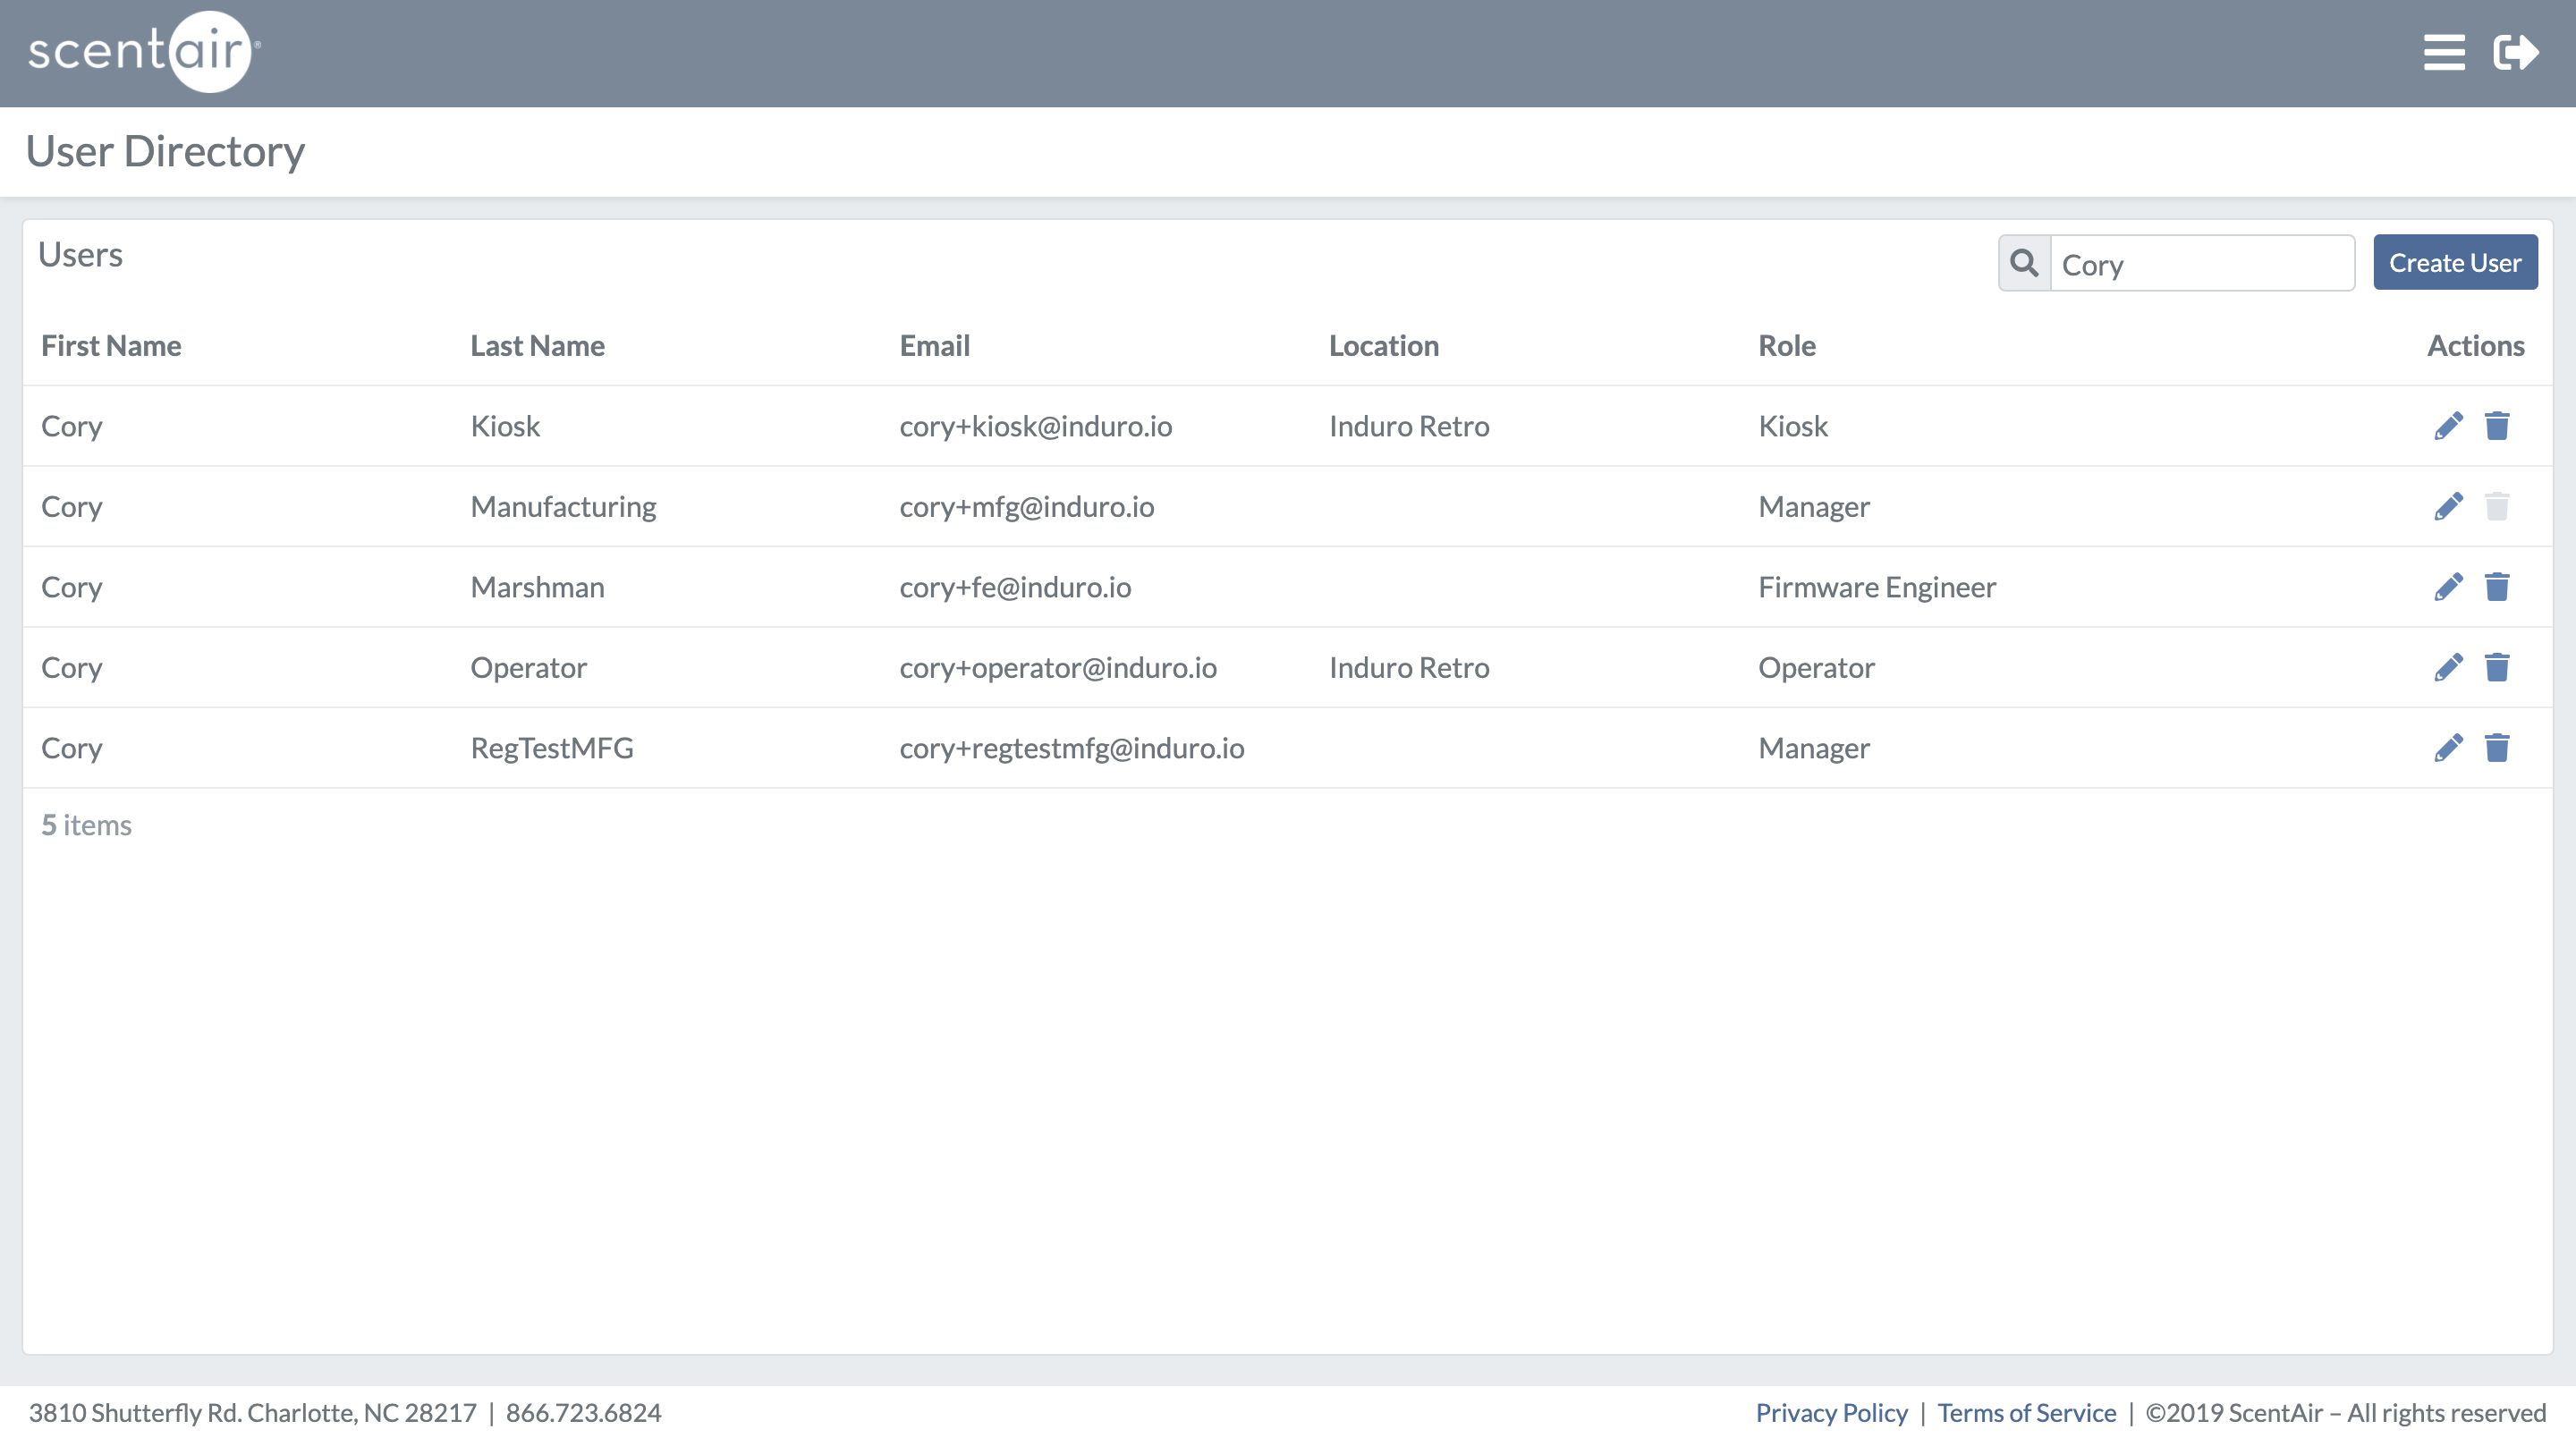 scentair®
User Directory
Users
Cory
Create User
First Name Last Name Email Location Role Actions
Cory Kiosk cory+kiosk@induro.io Induro Retro Kiosk
Cory Manufacturing cory+mfg@induro.io Manager
Cory Marshman cory+fe@induro.io Firmware Engineer
Cory Operator cory+operator@induro.io Induro Retro Operator
Cory RegTestMFG cory+regtestmfg@induro.io Manager
5 items
3810 Shutterfly Rd. Charlotte, NC 28217 | 866.723.6824
Privacy Policy | Terms of Service | ©2019 ScentAir – All rights reserved